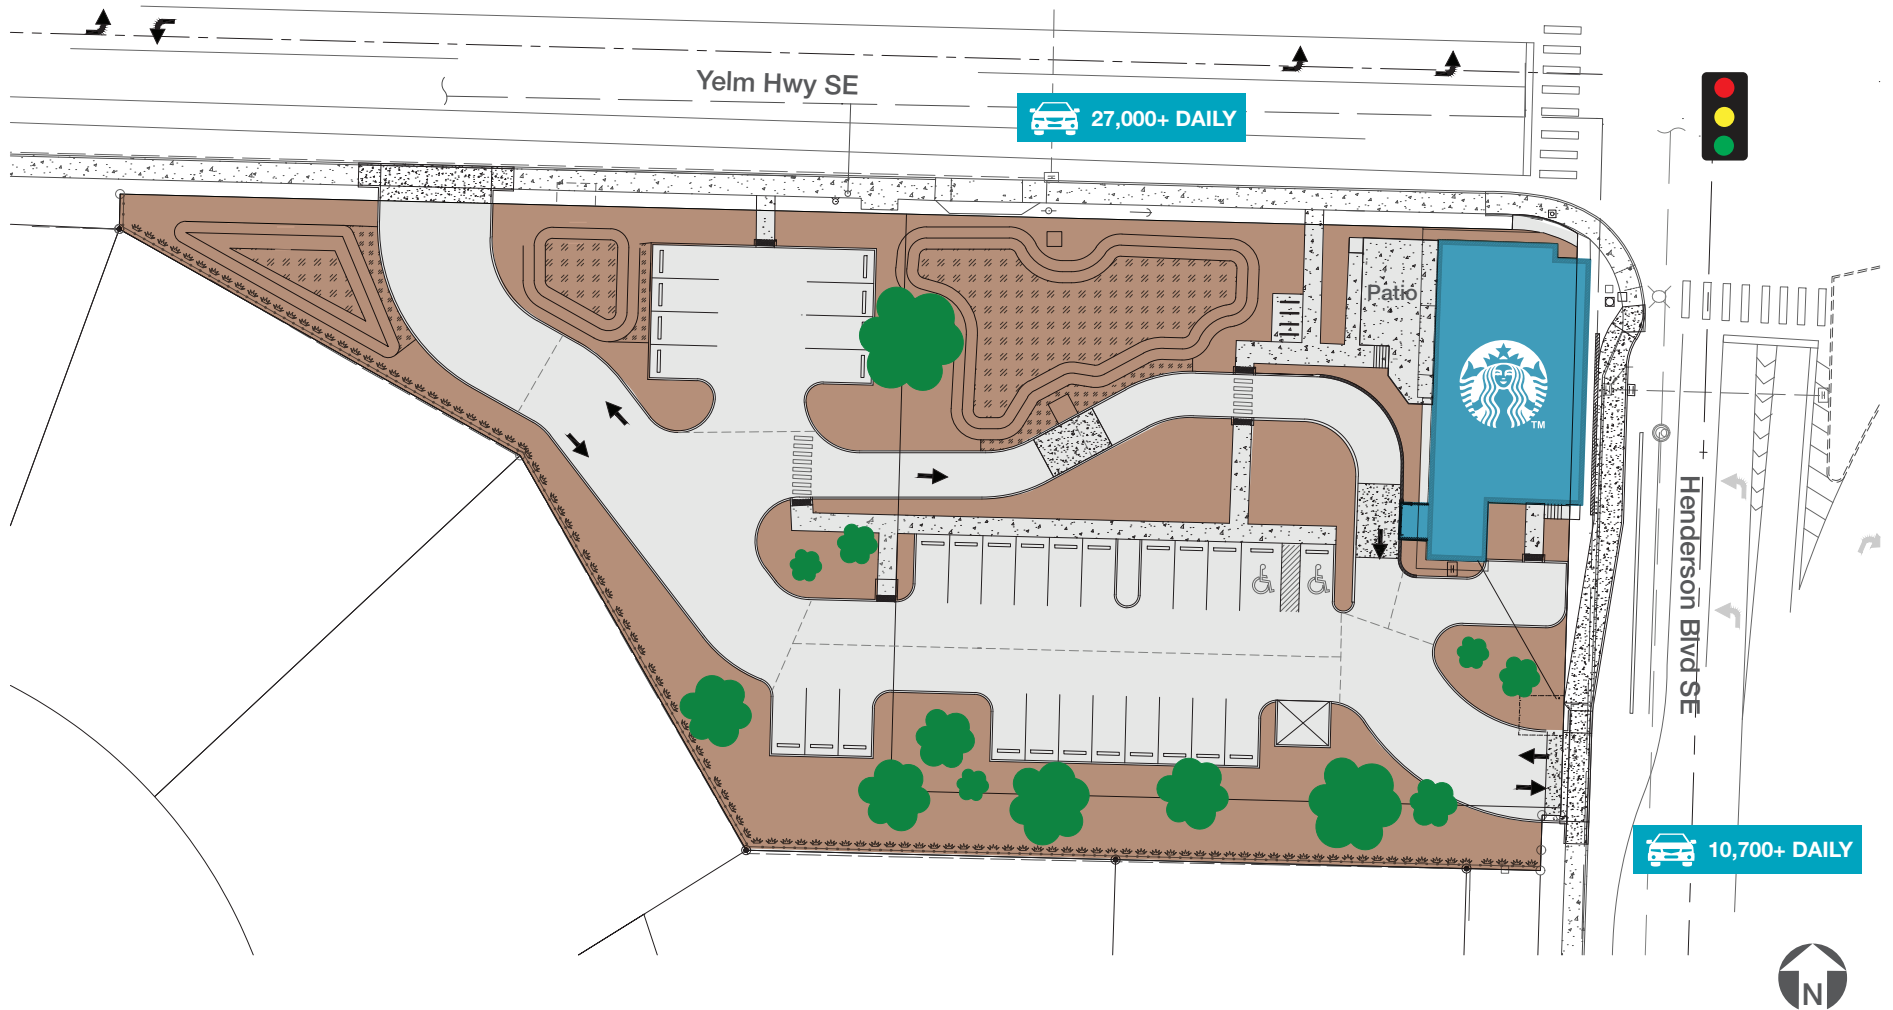 Yelm Hwy SE
27,000+ DAILY
Patio
TM
Henderson Blvd SE
10,700+ DAILY
N